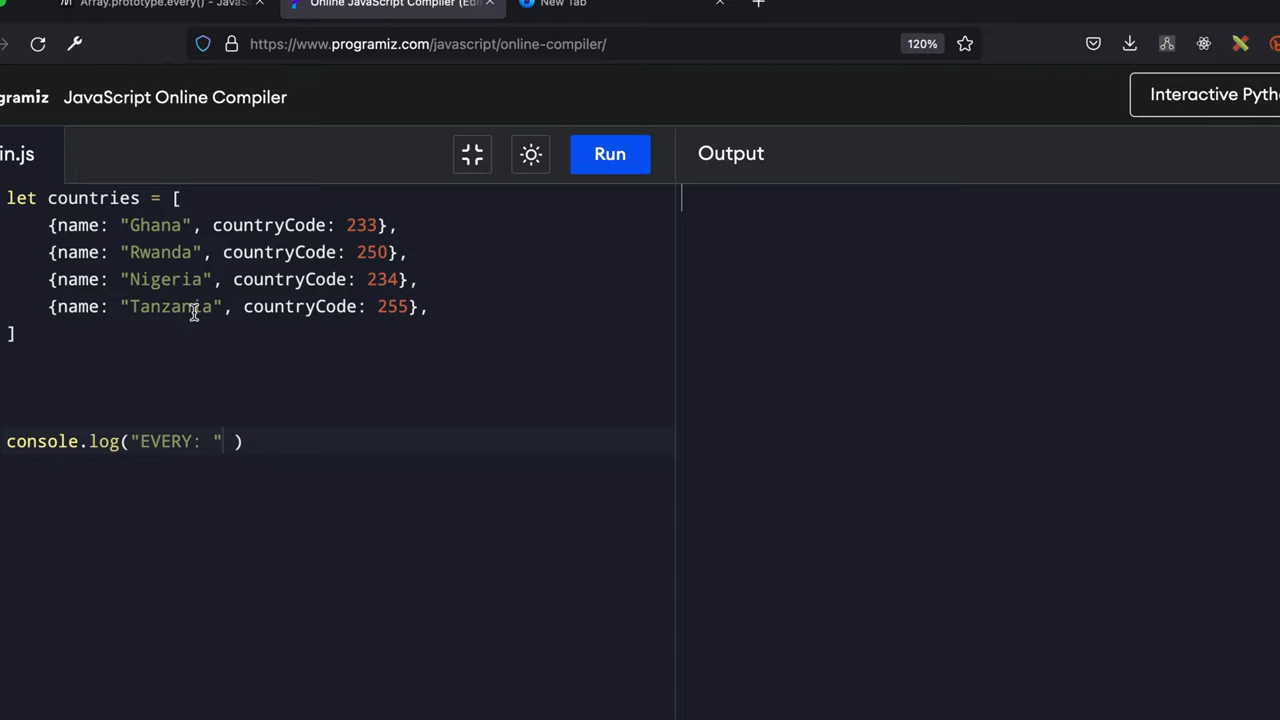 Array.prototype.every() - JavaS
Online JavaScript Compiler (Edi
New Tab
https://www.programiz.com/javascript/online-compiler/
120%
gramiz
JavaScript Online Compiler
Interactive Pyth
in.js
Run
Output
let countries = [
{name: "Ghana", countryCode: 233},
{name: "Rwanda", countryCode: 250},
{name: "Nigeria", countryCode: 234},
{name: "Tanzania", countryCode: 255},
]
console.log("EVERY: " )